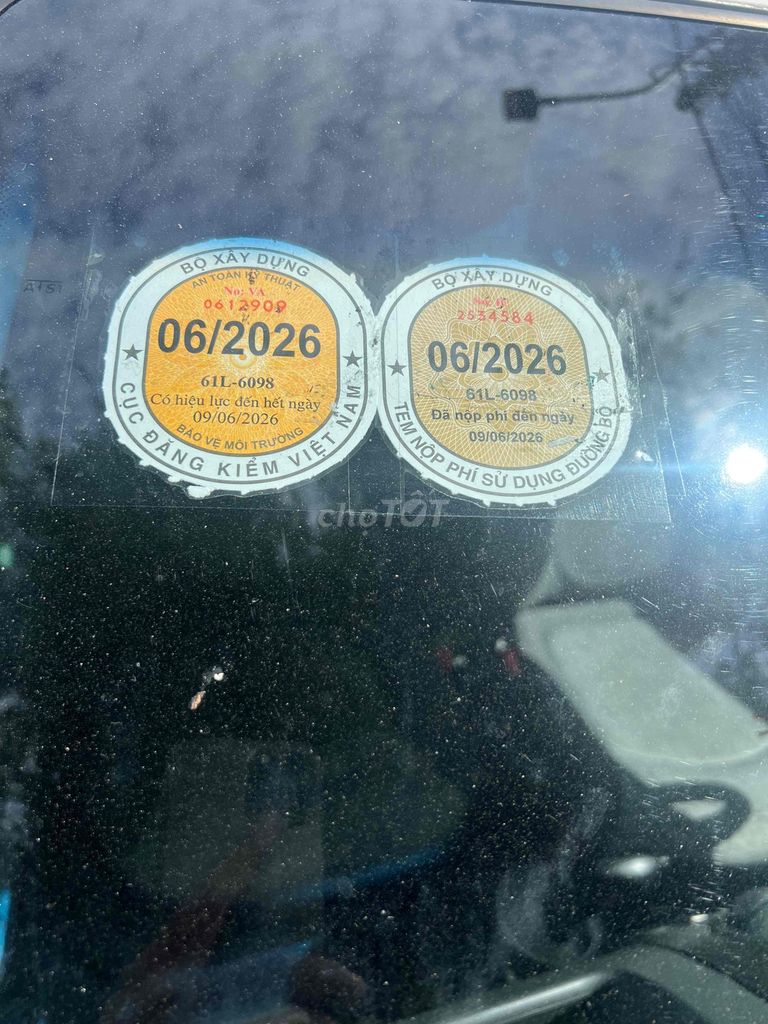 BỘ XÂY DỰNG
AN TOÀN KỸ THUẬT
No: VA
0612909
06/2026
61L-6098
Có hiệu lực đến hết ngày
09/06/2026
BẢO VỆ MÔI TRƯỜNG
CỤC ĐĂNG KIỂM VIỆT NAM
BỘ XÂY DỰNG
2534584
06/2026
61L-6098
Đã nộp phí đến ngày
09/06/2026
TEM NỘP PHÍ SỬ DỤNG ĐƯỜNG BỘ
chợTỐT